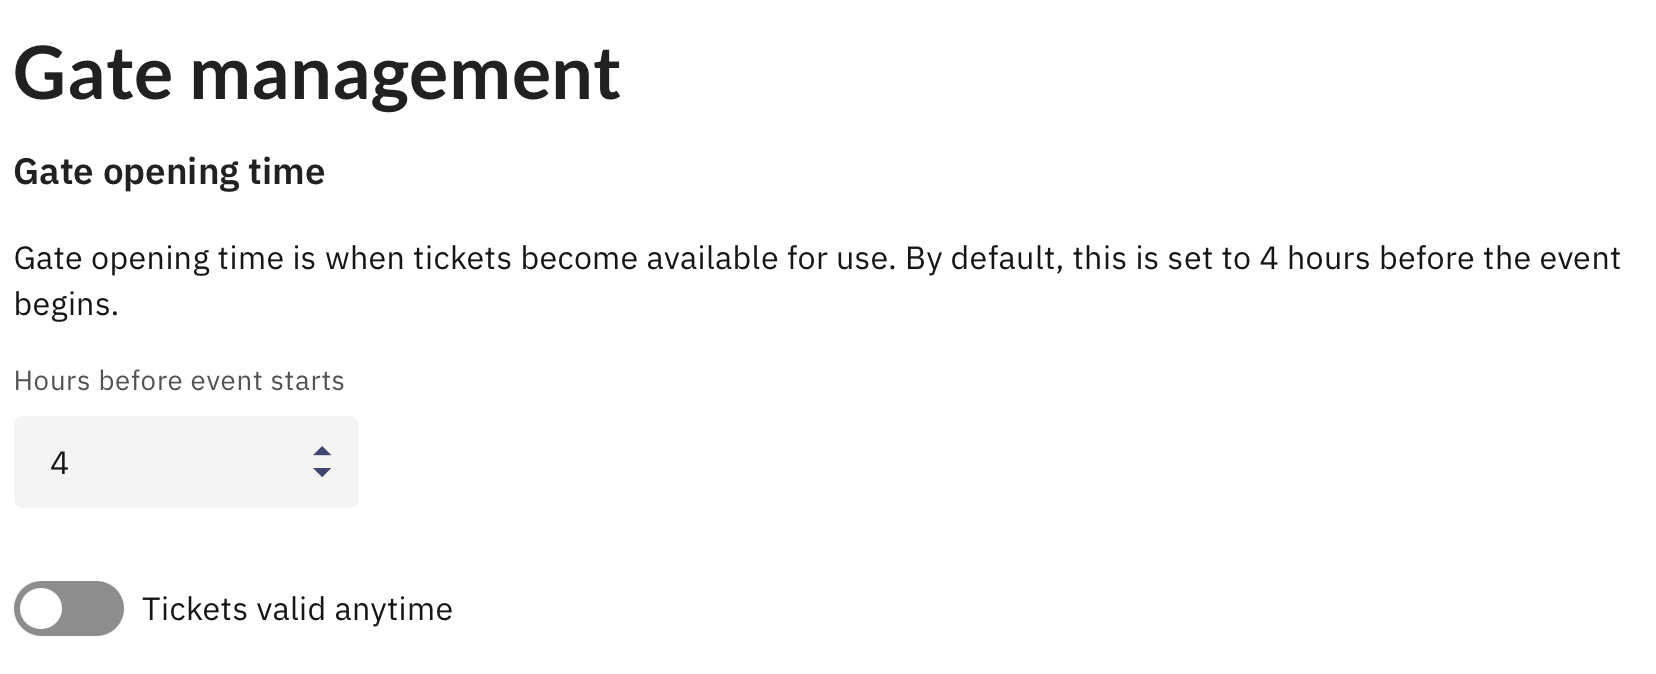 Gate management
Gate opening time
Gate opening time is when tickets become available for use. By default, this is set to 4 hours before the event
begins.
Hours before event starts
4
Tickets valid anytime